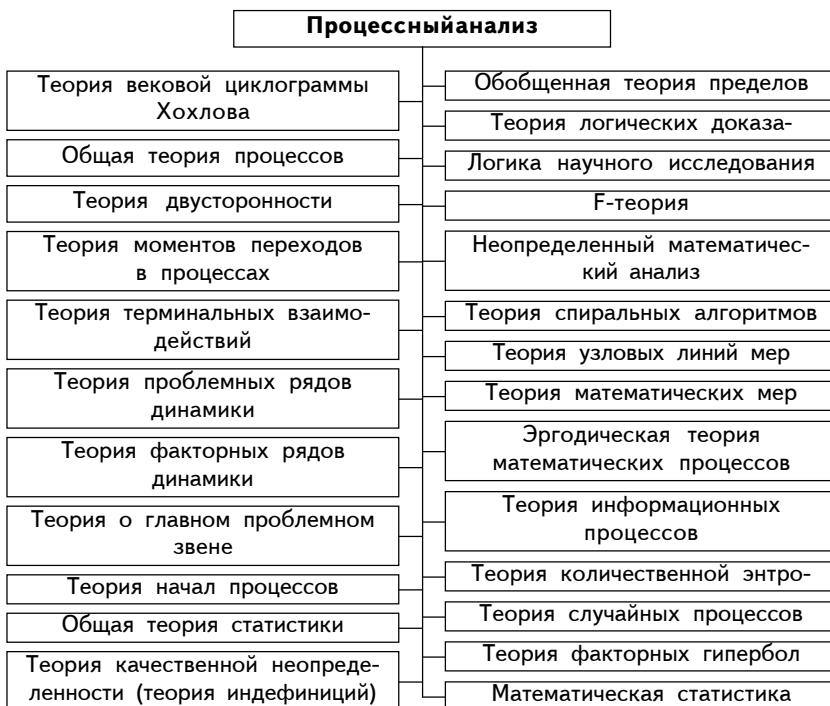 Процессныйанализ
Теория вековой циклограммы
Хохлова
Общая теория процессов
Теория двусторонности
Теория моментов переходов
в процессах
Теория терминальных взаимо-
действий
Теория проблемных рядов
динамики
Теория факторных рядов
динамики
Теория о главном проблемном
звене
Теория начал процессов
Общая теория статистики
Теория качественной неопреде-
ленности (теория индефиниций)
Обобщенная теория пределов
Теория логических доказа-
Логика научного исследования
F-теория
Неопределенный математичес-
кий анализ
Теория спиральных алгоритмов
Теория узловых линий мер
Теория математических мер
Эргодическая теория
математических процессов
Теория информационных
процессов
Теория количественной энтро-
Теория случайных процессов
Теория факторных гипербол
Математическая статистика